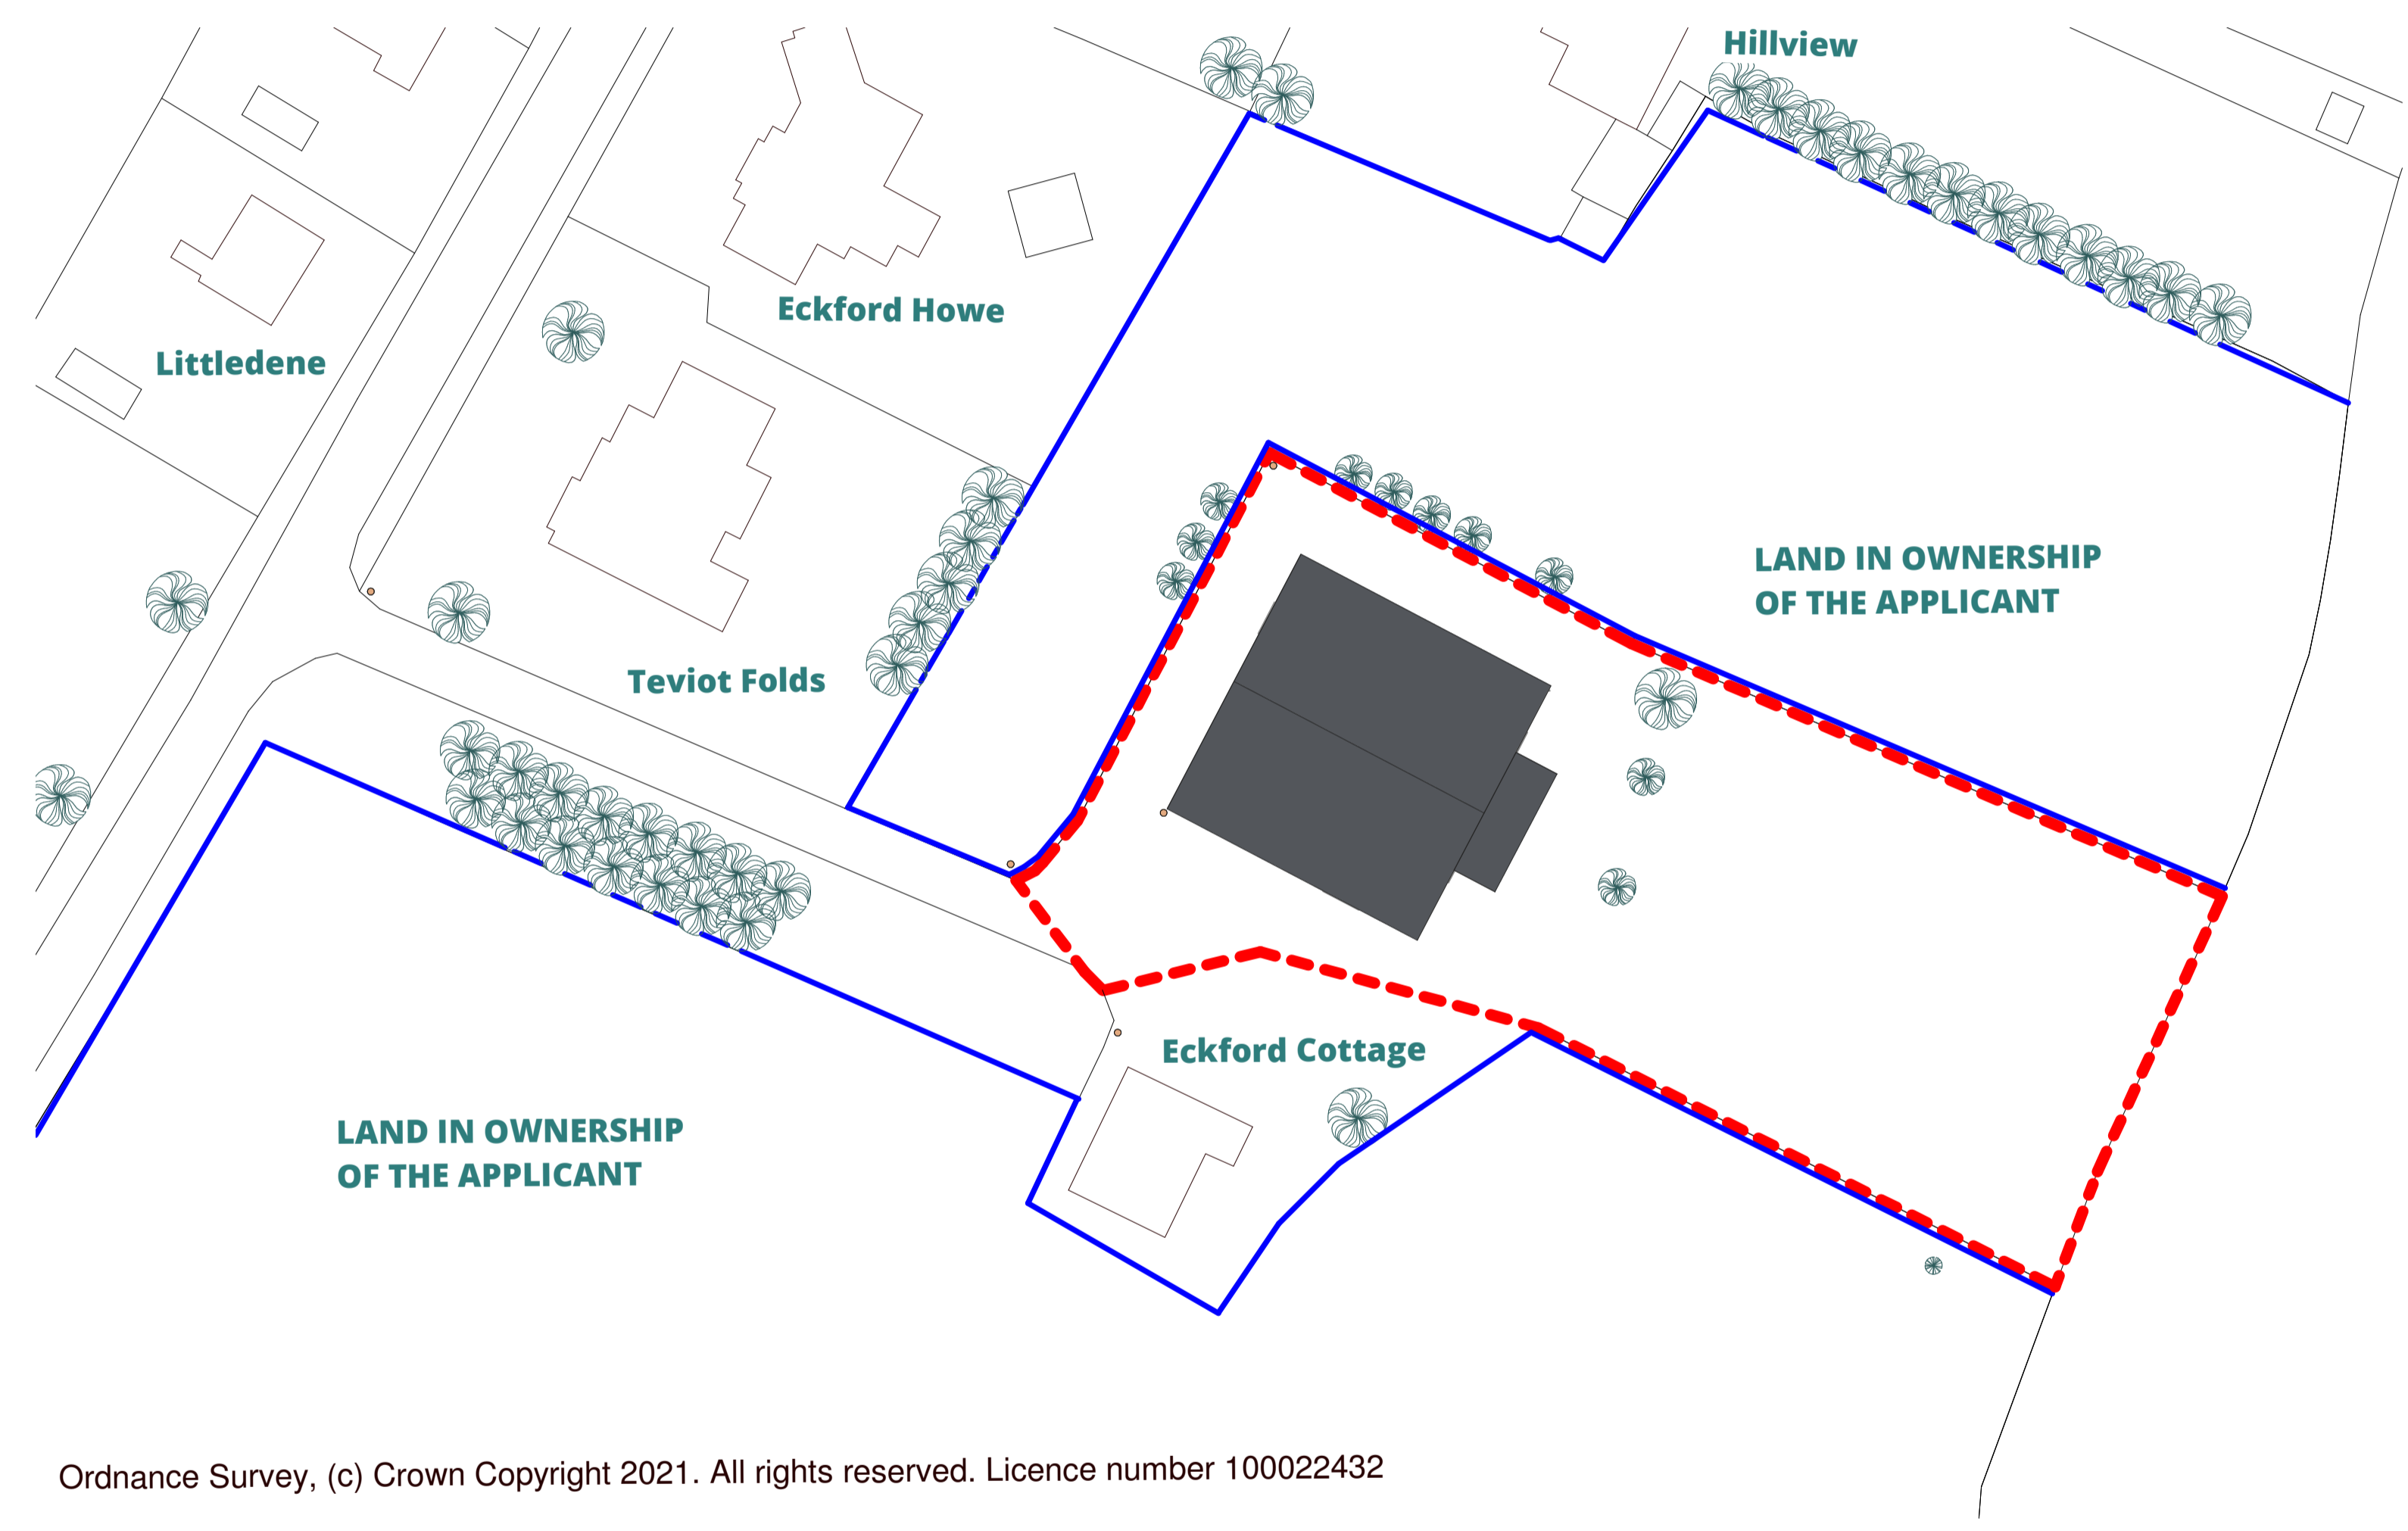 Hillview
Eckford Howe
Littledene
LAND IN OWNERSHIP
OF THE APPLICANT
Teviot Folds
Eckford Cottage
LAND IN OWNERSHIP
OF THE APPLICANT
Ordnance Survey, (c) Crown Copyright 2021. All rights reserved. Licence number 100022432